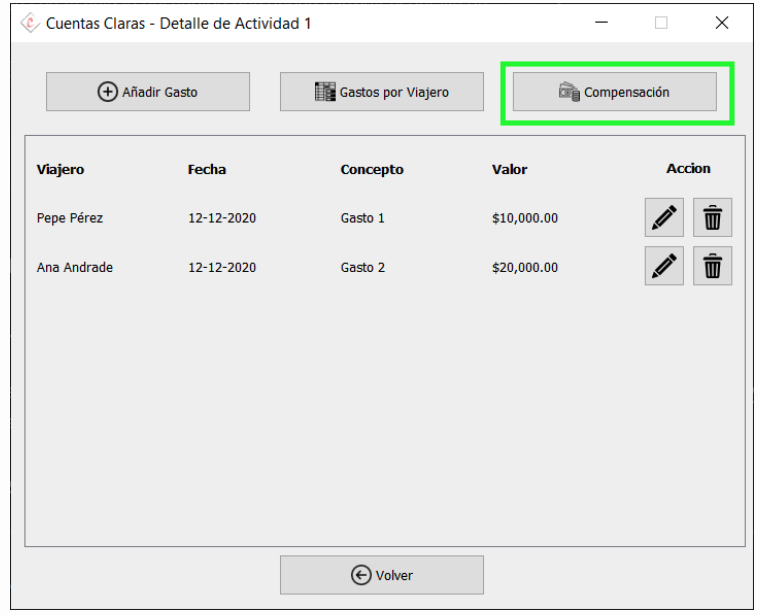 Cuentas Claras - Detalle de Actividad 1
Añadir Gasto Gastos por Viajero Compensación
Viajero Fecha Concepto Valor Accion
Pepe Pérez 12-12-2020 Gasto 1 $10,000.00
Ana Andrade 12-12-2020 Gasto 2 $20,000.00
Volver